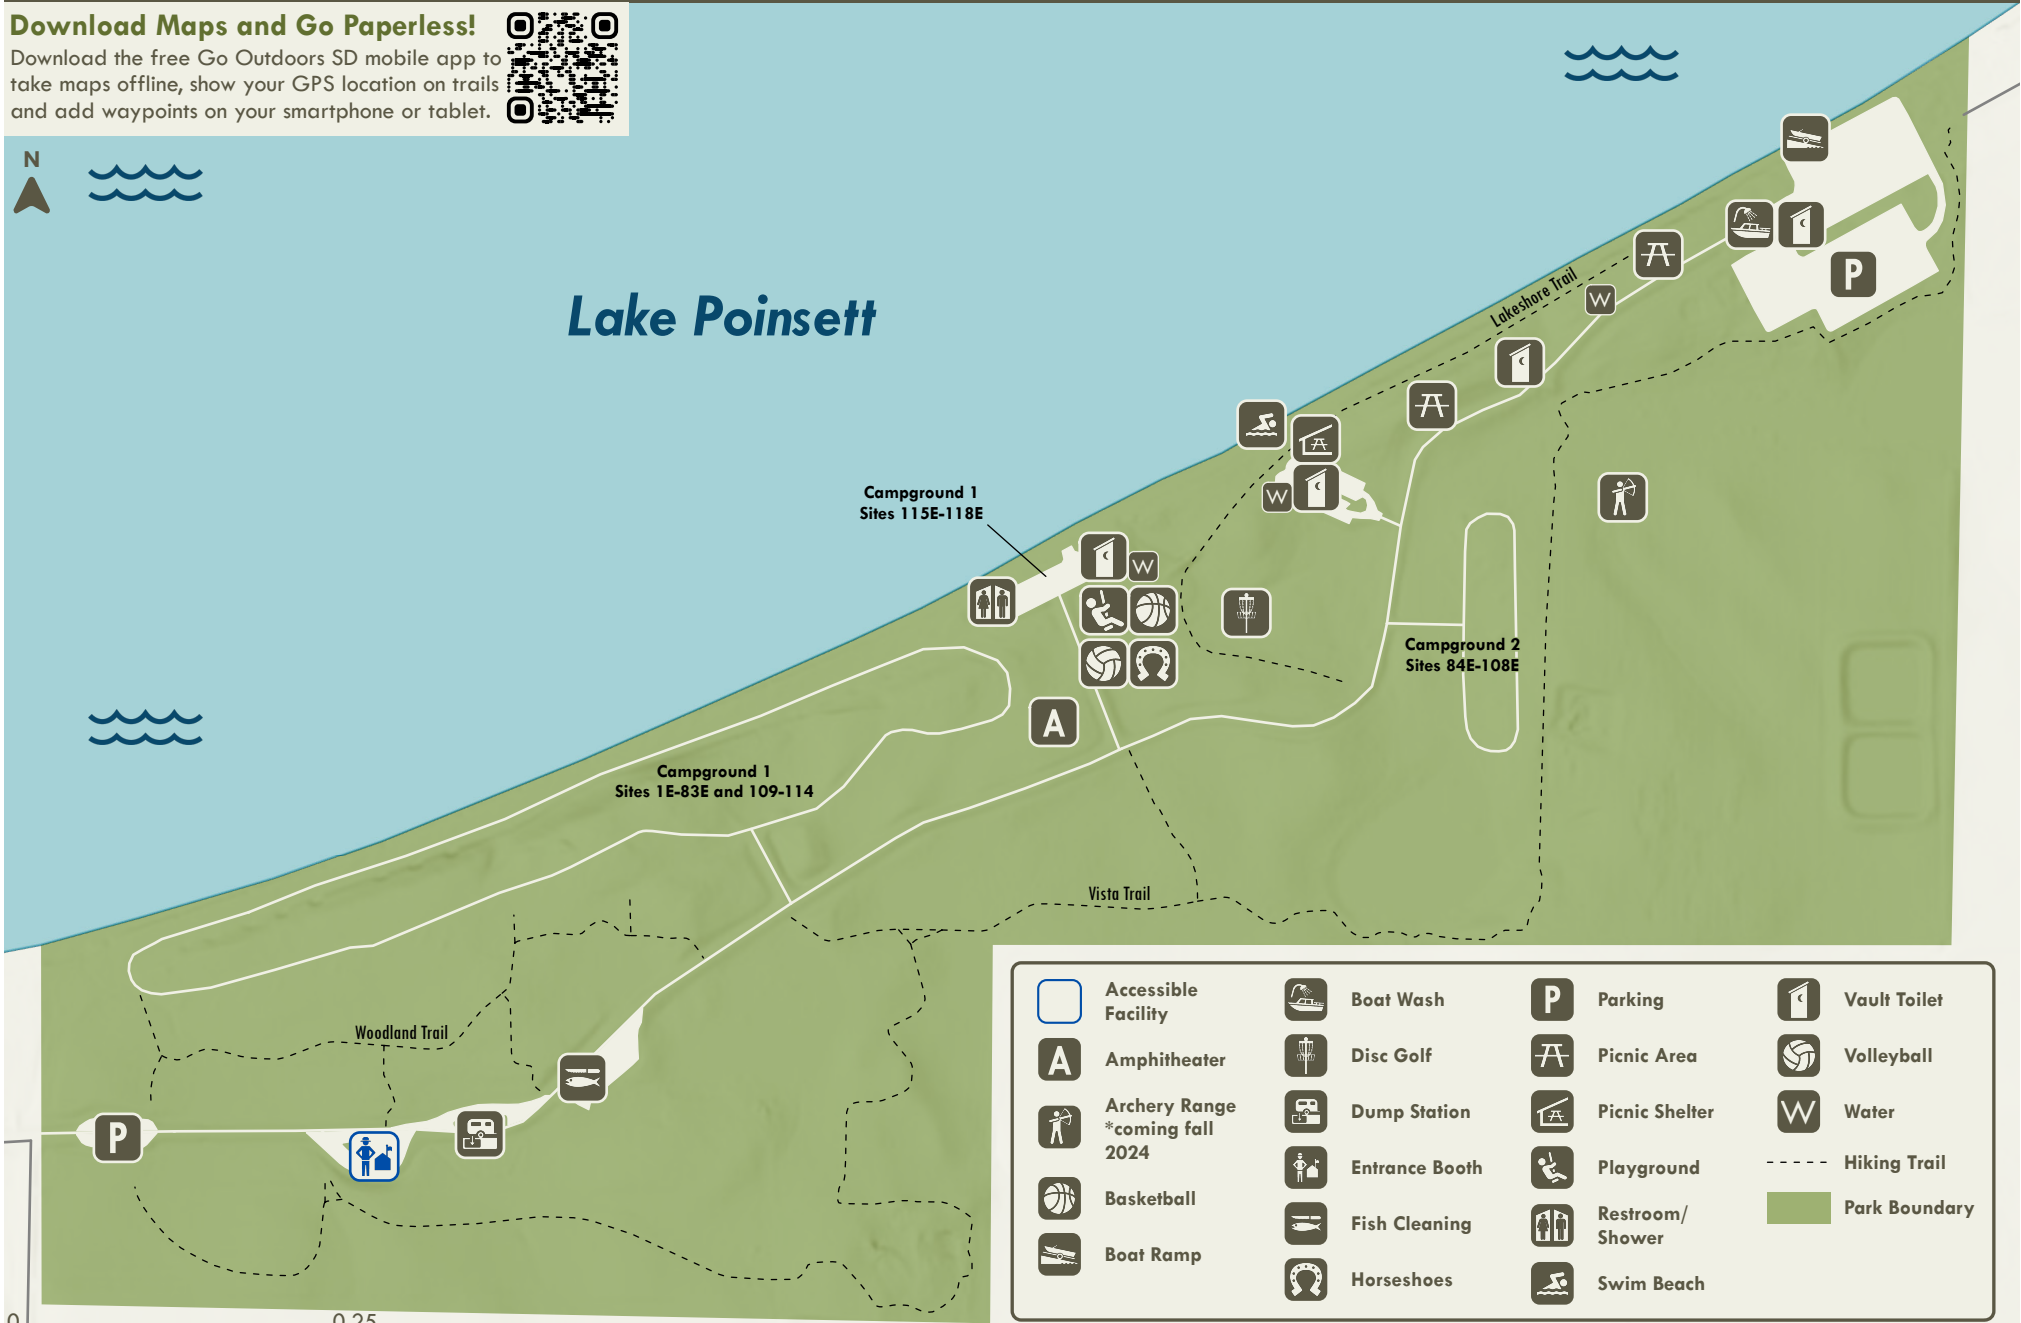 Download Maps and Go Paperless!
Download the free Go Outdoors SD mobile app to
take maps offline, show your GPS location on trails
and add waypoints on your smartphone or tablet.
N
Lake Poinsett
P
Lakeshore Trail
W
W
Campground 1
Sites 115E-118E
W
Campground 2
Sites 84E-108E
A
Campground 1
Sites 1E-83E and 109-114
Vista Trail
Woodland Trail
P
0
0.25
Accessible
Facility
A
Amphitheater
Archery Range
*coming fall
2024
Basketball
Boat Ramp
Boat Wash
Disc Golf
Dump Station
Entrance Booth
Fish Cleaning
Horseshoes
P
Parking
Picnic Area
Picnic Shelter
Playground
Restroom/
Shower
Swim Beach
Vault Toilet
Volleyball
W
Water
Hiking Trail
Park Boundary